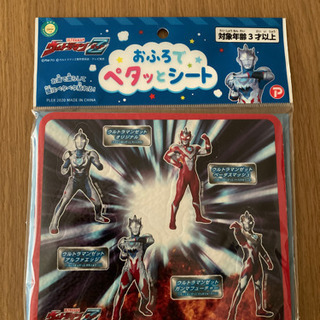 ウルトラマンZ
おふろで
ペタッとシート
対象年齢3才以上
PLEX 2020 MADE IN CHINA
ウルトラマンゼット
オリジナル
ウルトラマンゼット
ベータスマッシュ
ウルトラマンゼット
アルファエッジ
ウルトラマンゼット
ガンマフューチャー